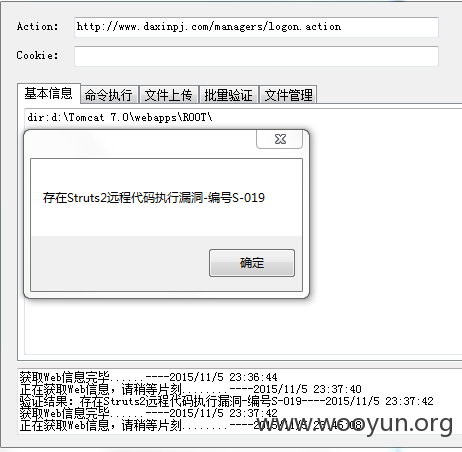 Action: http://www.daxinpj.com/managers/logon.action
Cookie:
基本信息 命令执行 文件上传 批量验证 文件管理
dir:d:\Tomcat 7.0\webapps\ROOT\
存在Struts2远程代码执行漏洞-编号S-019
确定
获取Web信息完毕......----2015/11/5 23:36:44
正在获取Web信息，请稍等片刻.......----2015/11/5 23:37:40
验证结果：存在Struts2远程代码执行漏洞-编号S-019----2015/11/5 23:37:42
获取Web信息完毕......----2015/11/5 23:37:42
正在获取Web信息，请稍等片刻.......----2015/11/5 23:45:08
www.wooyun.org